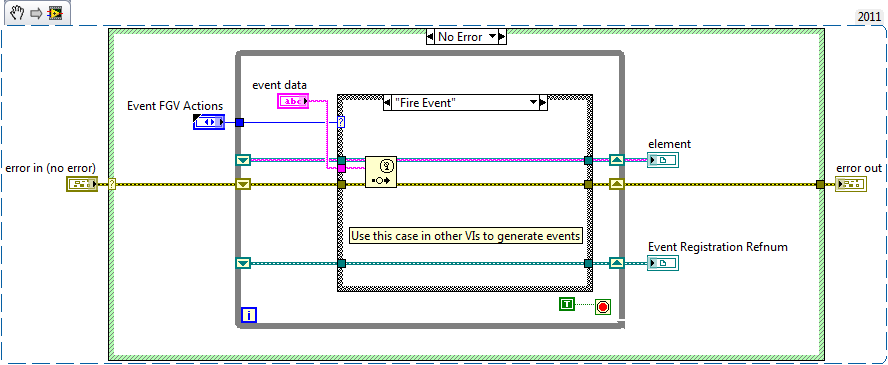 2011
No Error
event data
abc
"Fire Event"
Event FGV Actions
?
element
error in (no error)
?
error out
Use this case in other VIs to generate events
Event Registration Refnum
T
i